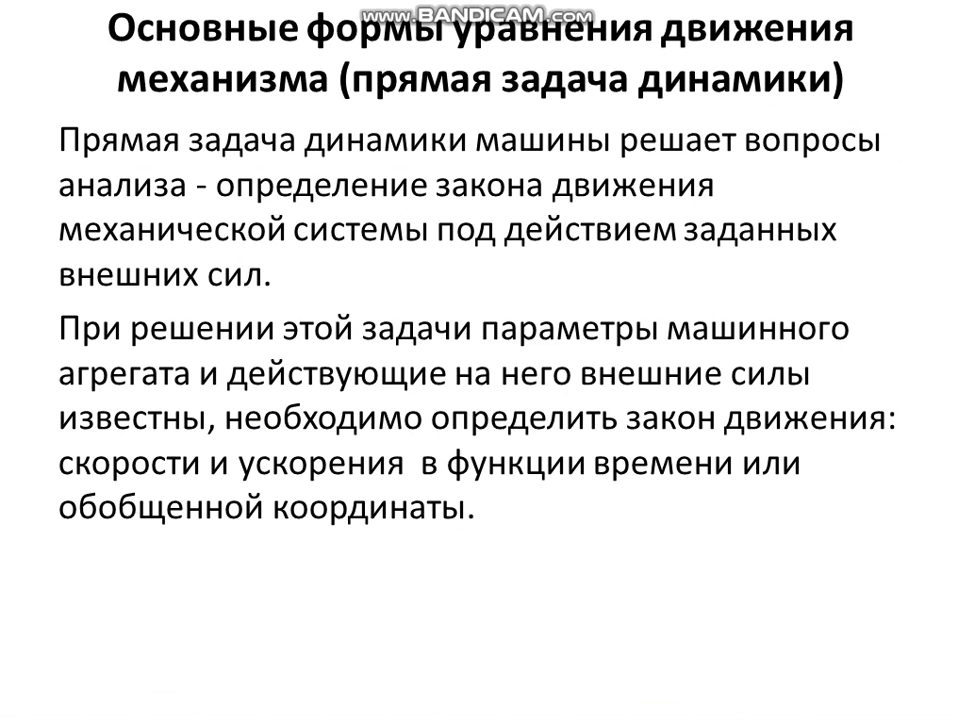 www.BANDICAM.com
Основные формы уравнения движения
механизма (прямая задача динамики)
Прямая задача динамики машины решает вопросы
анализа - определение закона движения
механической системы под действием заданных
внешних сил.
При решении этой задачи параметры машинного
агрегата и действующие на него внешние силы
известны, необходимо определить закон движения:
скорости и ускорения в функции времени или
обобщенной координаты.